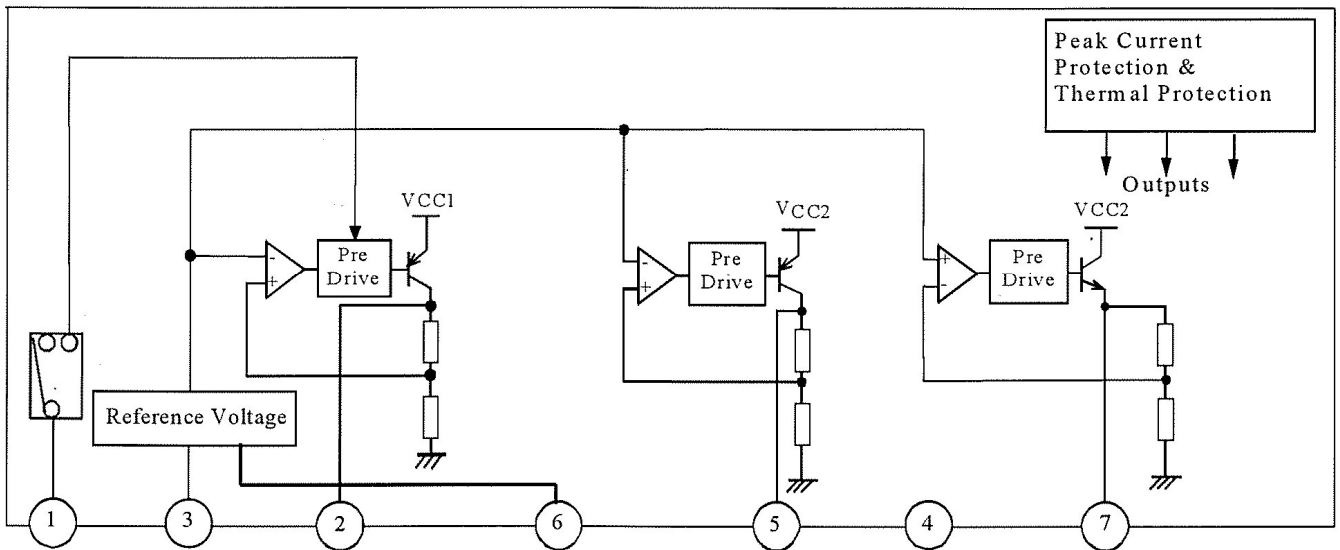 Peak Current
Protection &
Thermal Protection
Outputs
VCC1
VCC2
VCC2
-
+
Pre
Drive
-
+
Pre
Drive
+
-
Pre
Drive
Reference Voltage
1
3
2
6
5
4
7